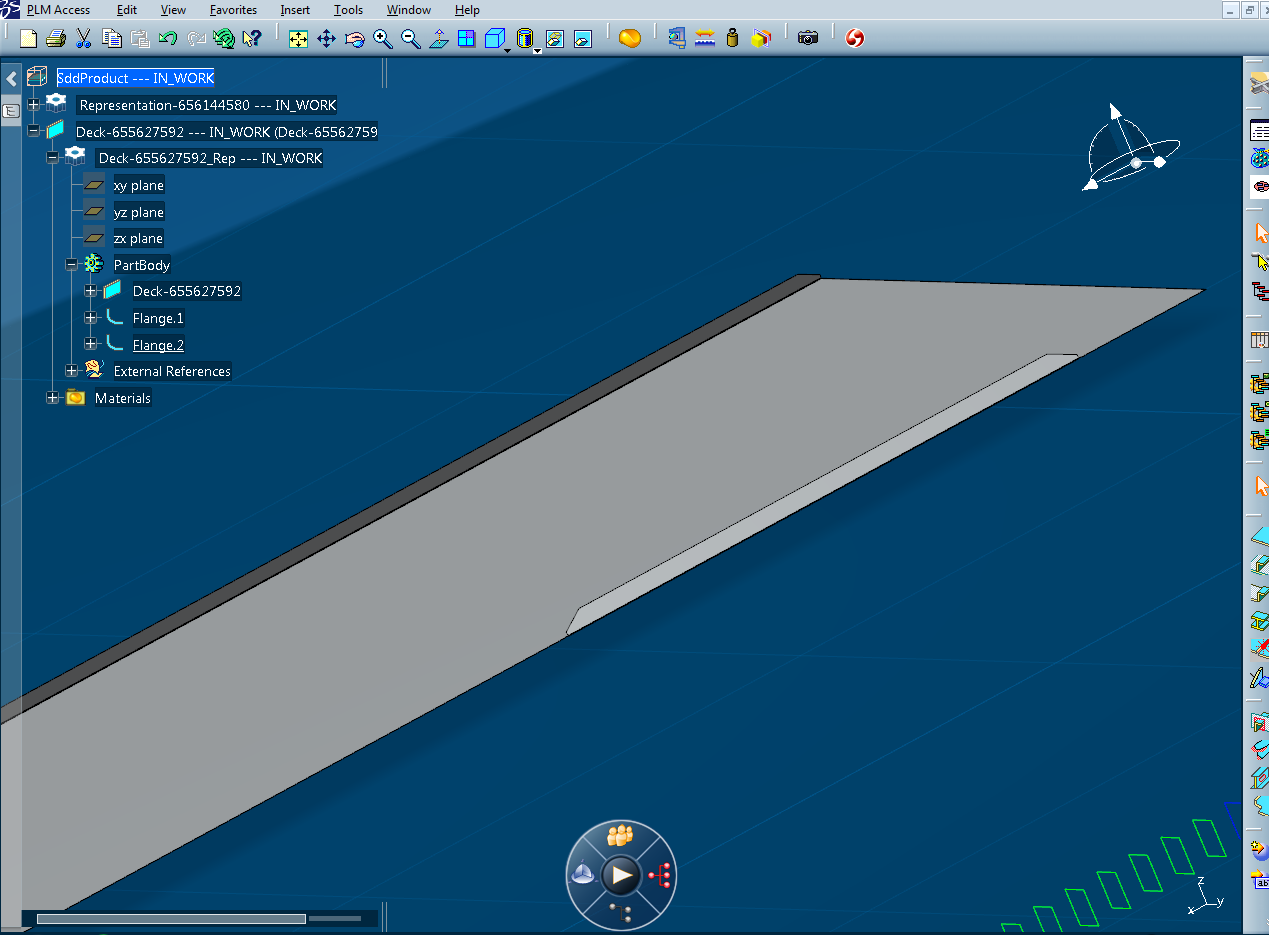 PLM Access Edit View Favorites Insert Tools Window Help
SddProduct --- IN_WORK
Representation-656144580 --- IN_WORK
Deck-655627592 --- IN_WORK (Deck-65562759
Deck-655627592_Rep --- IN_WORK
xy plane
yz plane
zx plane
PartBody
Deck-655627592
Flange.1
Flange.2
External References
Materials
z
x y
ab